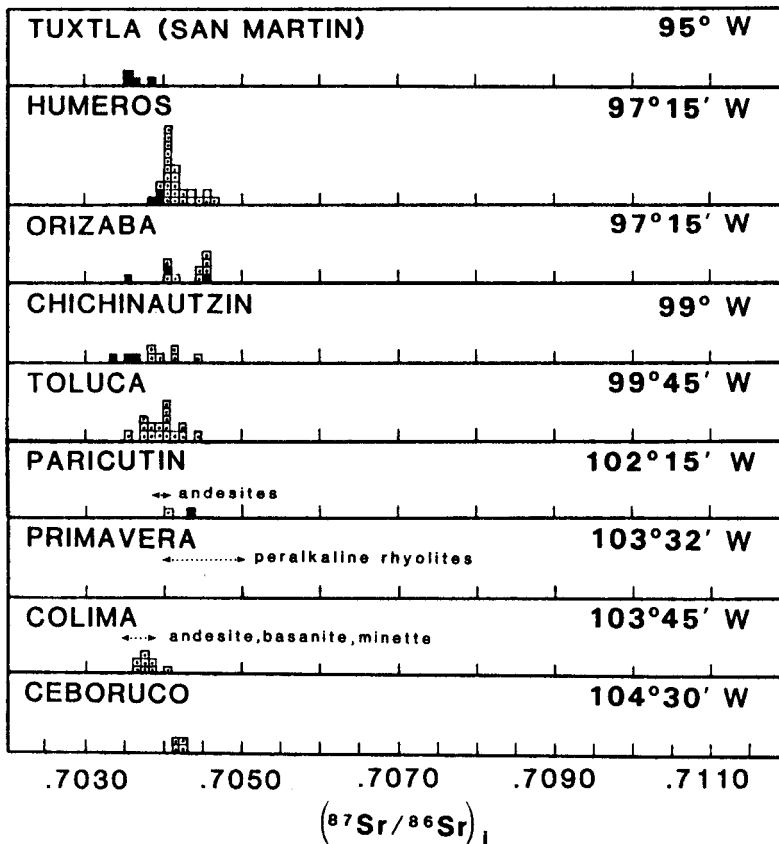 TUXTLA (SAN MARTIN) 95° W
HUMEROS 97°15' W
ORIZABA 97°15' W
CHICHINAUTZIN 99° W
TOLUCA 99°45' W
PARICUTIN 102°15' W
andesites
PRIMAVERA 103°32' W
peralkaline rhyolites
COLIMA 103°45' W
andesite,basanite,minette
CEBORUCO 104°30' W
.7030 .7050 .7070 .7090 .7110
(⁸⁷Sr/⁸⁶Sr)i